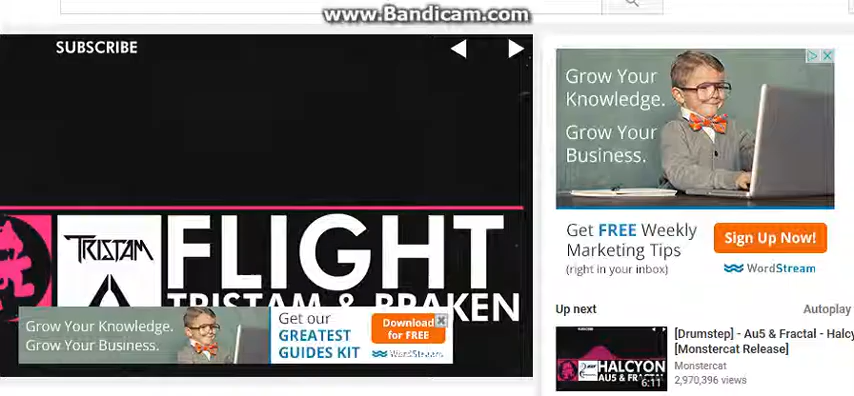 www.Bandicam.com
SUBSCRIBE
TRISTAM
FLIGHT
TRISTAM & BRAKEN
Grow Your Knowledge.
Grow Your Business.
Get our
GREATEST
GUIDES KIT
Download
for FREE
WordStream
Grow Your
Knowledge.
Grow Your
Business.
Get FREE Weekly
Marketing Tips
(right in your inbox)
Sign Up Now!
WordStream
Up next
Autoplay
SUBSCRIBE
HALCYON
AU5 & FRACTAL
6:11
[Drumstep] - Au5 & Fractal - Halcy
[Monstercat Release]
Monstercat
2,970,396 views